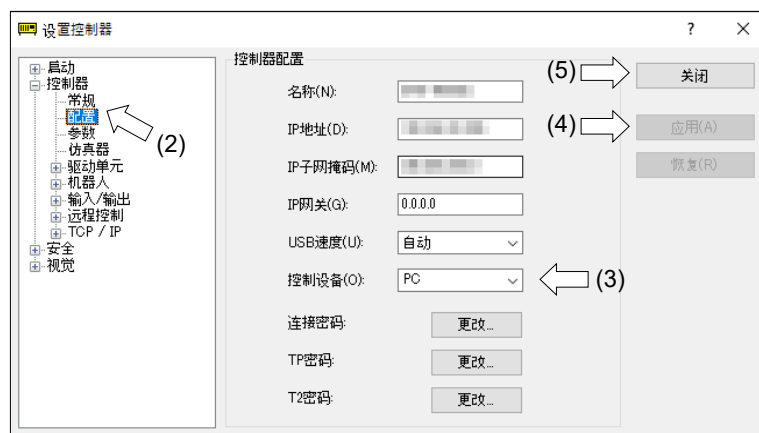 设置控制器
?
×
启动
控制器
常规
配置
参数
仿真器
驱动单元
机器人
输入/输出
远程控制
TCP / IP
安全
视觉
(2)
控制器配置
名称(N):
IP地址(D):
IP子网掩码(M):
IP网关(G):
0.0.0.0
USB速度(U):
自动
控制设备(O):
PC
(3)
连接密码:
更改...
TP密码:
更改...
T2密码:
更改...
(5)
关闭
(4)
应用(A)
恢复(R)